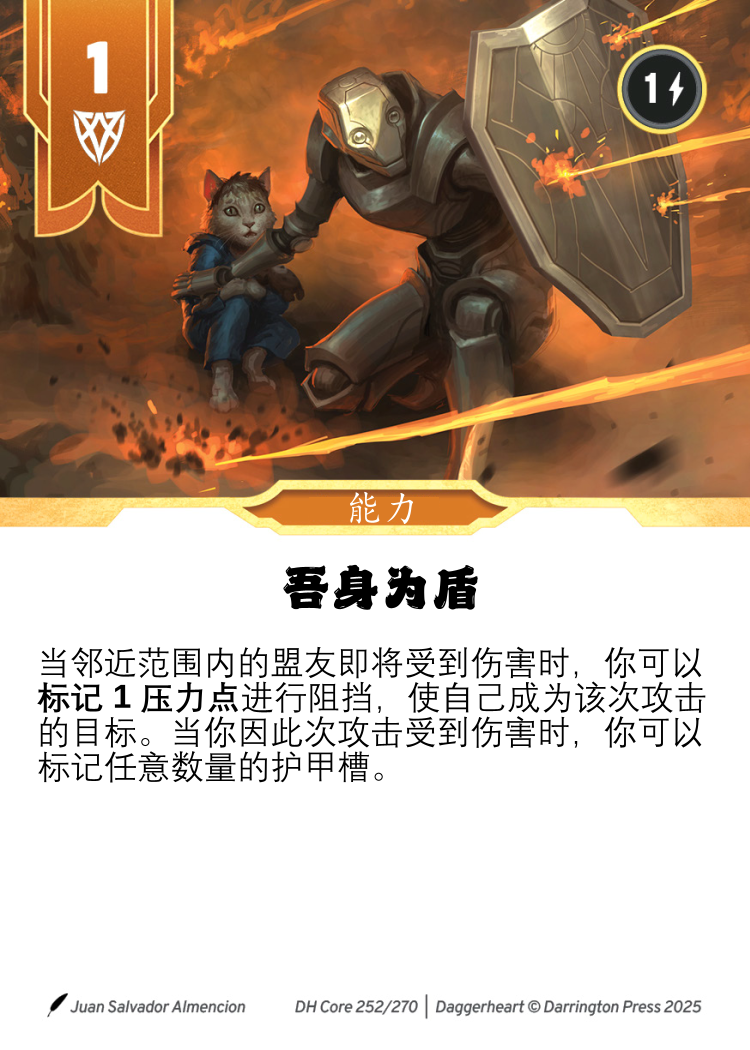 1
1
能力
吾身为盾
当邻近范围内的盟友即将受到伤害时，你可以
标记 1 压力点进行阻挡，使自己成为该次攻击
的目标。当你因此次攻击受到伤害时，你可以
标记任意数量的护甲槽。
Juan Salvador Almencion DH Core 252/270 | Daggerheart © Darrington Press 2025